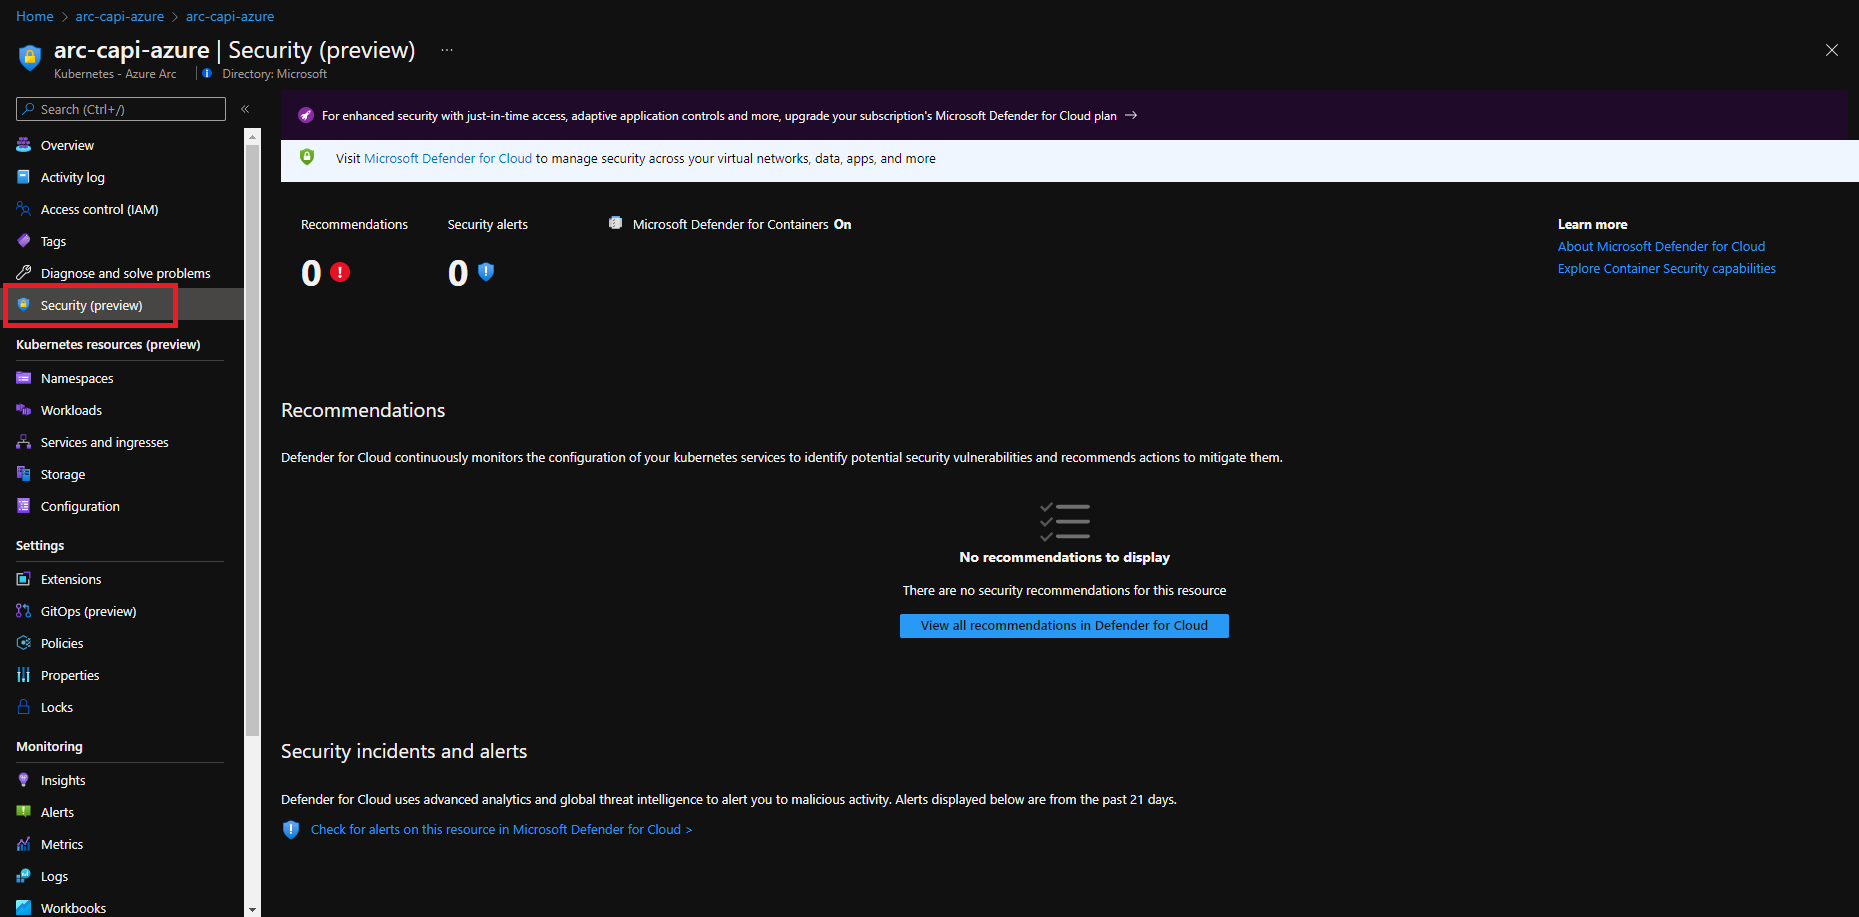 Home > arc-capi-azure > arc-capi-azure
arc-capi-azure | Security (preview) ...
Kubernetes - Azure Arc | Directory: Microsoft
Search (Ctrl+/)
«
Overview
Activity log
Access control (IAM)
Tags
Diagnose and solve problems
Security (preview)
Kubernetes resources (preview)
Namespaces
Workloads
Services and ingresses
Storage
Configuration
Settings
Extensions
GitOps (preview)
Policies
Properties
Locks
Monitoring
Insights
Alerts
Metrics
Logs
Workbooks
For enhanced security with just-in-time access, adaptive application controls and more, upgrade your subscription's Microsoft Defender for Cloud plan →
Visit Microsoft Defender for Cloud to manage security across your virtual networks, data, apps, and more
Recommendations
0
Security alerts
0
Microsoft Defender for Containers On
Learn more
About Microsoft Defender for Cloud
Explore Container Security capabilities
Recommendations
Defender for Cloud continuously monitors the configuration of your kubernetes services to identify potential security vulnerabilities and recommends actions to mitigate them.
No recommendations to display
There are no security recommendations for this resource
View all recommendations in Defender for Cloud
Security incidents and alerts
Defender for Cloud uses advanced analytics and global threat intelligence to alert you to malicious activity. Alerts displayed below are from the past 21 days.
Check for alerts on this resource in Microsoft Defender for Cloud >